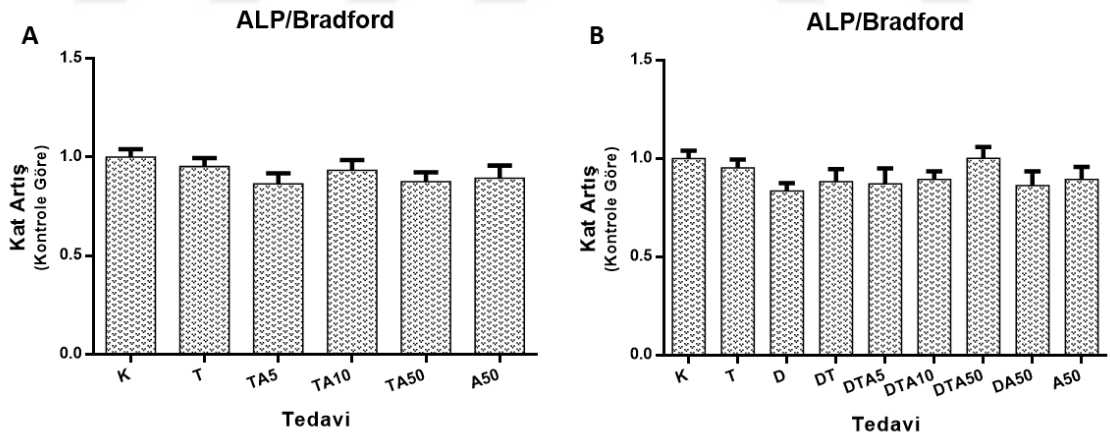 A
ALP/Bradford
Kat Artış
(Kontrole Göre)
1.5
1.0
0.5
0.0
K T TA5 TA10 TA50 A50
Tedavi
B
ALP/Bradford
Kat Artış
(Kontrole Göre)
1.5
1.0
0.5
0.0
K T D DT DTA5 DTA10 DTA50 DA50 A50
Tedavi